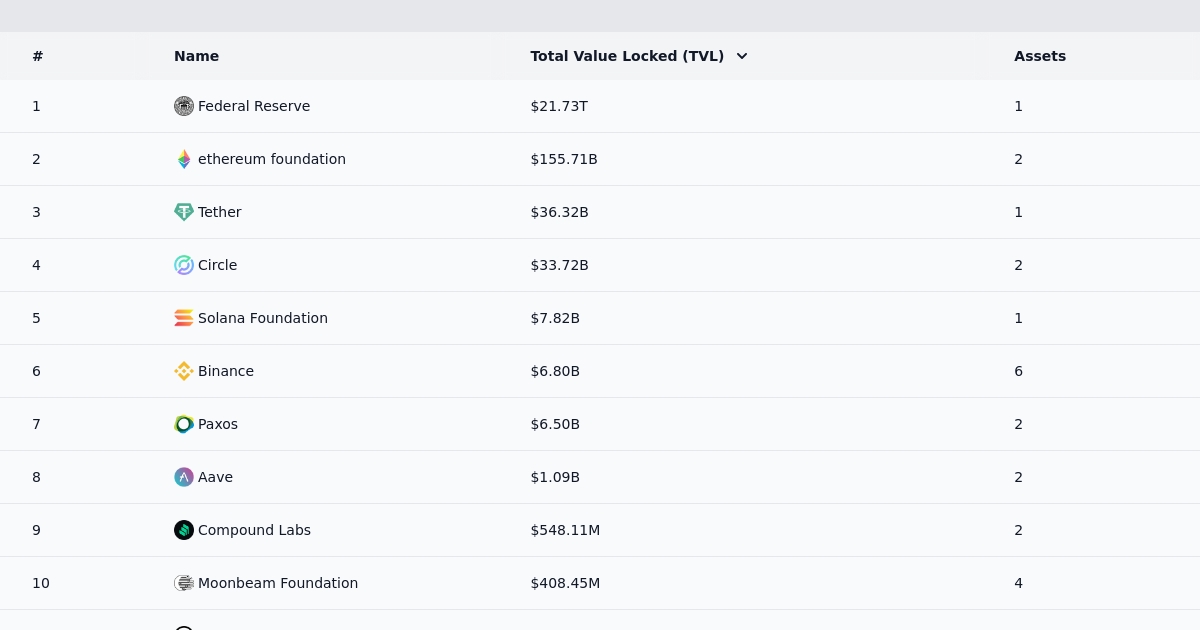 # Name Total Value Locked (TVL) Assets
1 Federal Reserve $21.73T 1
2 ethereum foundation $155.71B 2
3 Tether $36.32B 1
4 Circle $33.72B 2
5 Solana Foundation $7.82B 1
6 Binance $6.80B 6
7 Paxos $6.50B 2
8 Aave $1.09B 2
9 Compound Labs $548.11M 2
10 Moonbeam Foundation $408.45M 4